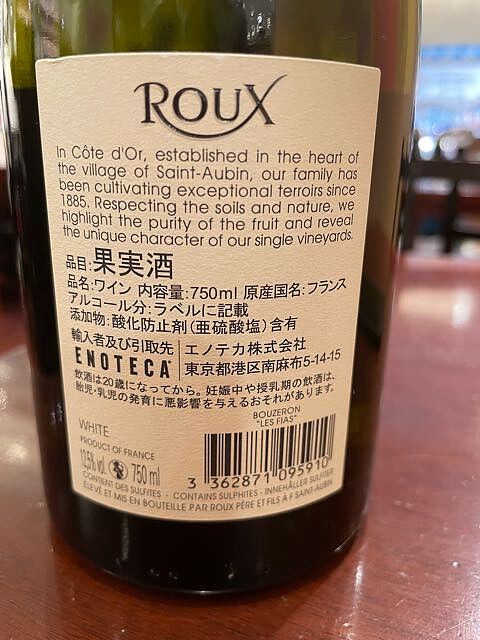 ROUX
In Côte d'Or, established in the heart of
the village of Saint-Aubin, our family has
been cultivating exceptional terroirs since
1885. Respecting the soils and nature, we
highlight the purity of the fruit and reveal
the unique character of our single vineyards.
品目:果実酒
品名:ワイン 内容量:750ml 原産国名:フランス
アルコール分:ラベルに記載
添加物:酸化防止剤(亜硫酸塩)含有
輸入者及び引取先
ENOTECA
エノテカ株式会社
東京都港区南麻布5-14-15
飲酒は20歳になってから。妊娠中や授乳期の飲酒は、
胎児・乳児の発育に悪影響を与えるおそれがあります。
BOUZERON
"LES FIAS"
WHITE
PRODUCT OF FRANCE
12,5% vol. 750 ml
3 362871 095910
CONTIENT DES SULFITES - CONTAINS SULPHITES - INNEHÅLLER SULFITER
ÉLEVÉ ET MIS EN BOUTEILLE PAR ROUX PÈRE ET FILS À F SAINT-AUBIN